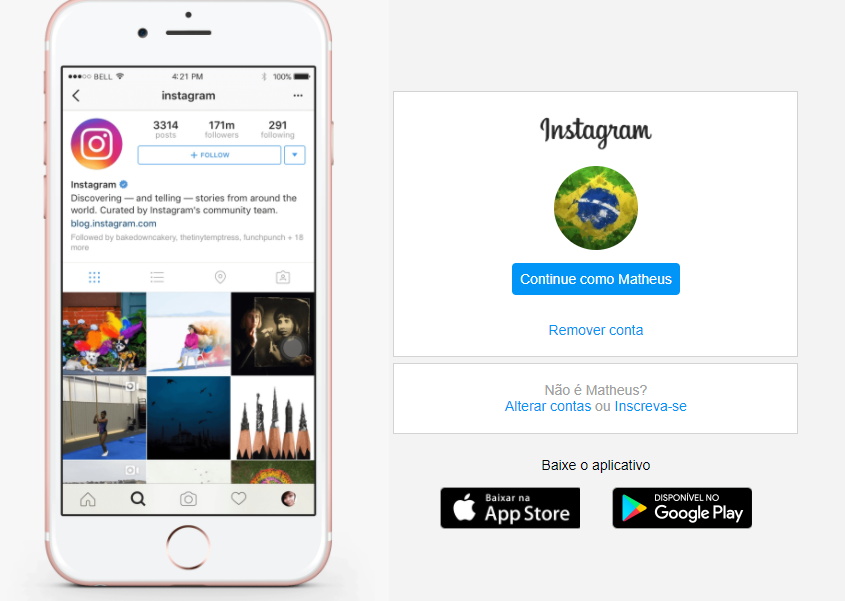 BELL 4:21 PM 100%
instagram
3314 171m 291
posts followers following
+ FOLLOW
Instagram
Discovering — and telling — stories from around the
world. Curated by Instagram's community team.
blog.instagram.com
Followed by bakedowncakery, thetinytemptress, funchpunch + 18
more
Instagram
Continue como Matheus
Remover conta
Não é Matheus?
Alterar contas ou Inscreva-se
Baixe o aplicativo
Baixar na
App Store
DISPONÍVEL NO
Google Play